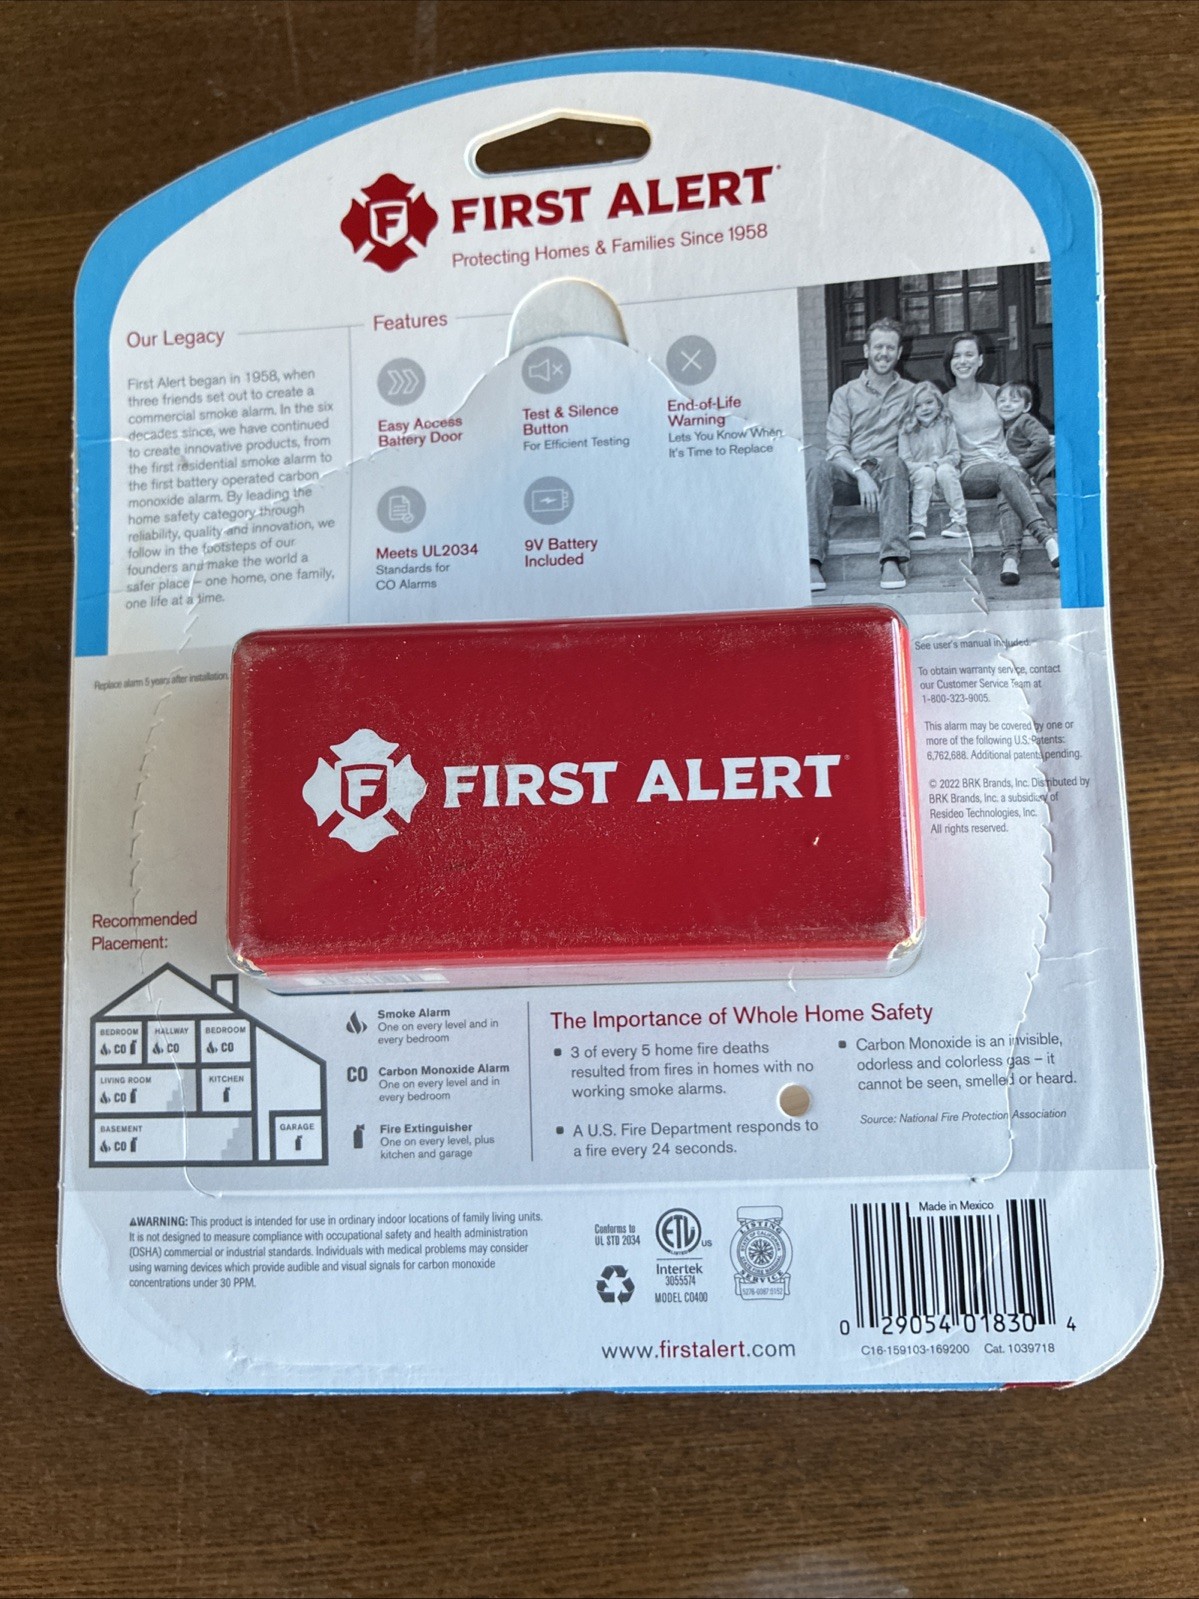 FIRST ALERT
Protecting Homes & Families Since 1958
Our Legacy
First Alert began in 1958, when
three friends set out to create a
commercial smoke alarm. In the six
decades since, we have continued
to create innovative products, from
the first residential smoke alarm to
the first battery operated carbon
monoxide alarm. By leading the
home safety category through
reliability, quality and innovation, we
follow in the footsteps of our
founders and make the world a
safer place – one home, one family,
one life at a time.
Features
Easy Access
Battery Door
Test & Silence
Button
For Efficient Testing
End-of-Life
Warning
Lets You Know When
It's Time to Replace
Meets UL2034
Standards for
CO Alarms
9V Battery
Included
Replace alarm 5 years after installation.
F FIRST ALERT
See user's manual included.
To obtain warranty service, contact
our Customer Service Team at
1-800-323-9005.
This alarm may be covered by one or
more of the following U.S. Patents:
6,762,688. Additional patents pending.
© 2022 BRK Brands, Inc. Distributed by
BRK Brands, Inc. a subsidiary of
Resideo Technologies, Inc.
All rights reserved.
Recommended
Placement:
BEDROOM HALLWAY BEDROOM
CO CO CO
LIVING ROOM KITCHEN
CO
BASEMENT GARAGE
CO
Smoke Alarm
One on every level and in
every bedroom
CO Carbon Monoxide Alarm
One on every level and in
every bedroom
Fire Extinguisher
One on every level, plus
kitchen and garage
The Importance of Whole Home Safety
▪ 3 of every 5 home fire deaths
resulted from fires in homes with no
working smoke alarms.
▪ A U.S. Fire Department responds to
a fire every 24 seconds.
▪ Carbon Monoxide is an invisible,
odorless and colorless gas – it
cannot be seen, smelled or heard.
Source: National Fire Protection Association
⚠WARNING: This product is intended for use in ordinary indoor locations of family living units.
It is not designed to measure compliance with occupational safety and health administration
(OSHA) commercial or industrial standards. Individuals with medical problems may consider
using warning devices which provide audible and visual signals for carbon monoxide
concentrations under 30 PPM.
Conforms to
UL STD 2034
ETL US
Intertek
3055574
MODEL CO400
LISTING
SERVICE
www.firstalert.com
Made in Mexico
0 29054 01830 4
C16-159103-169200 Cat. 1039718